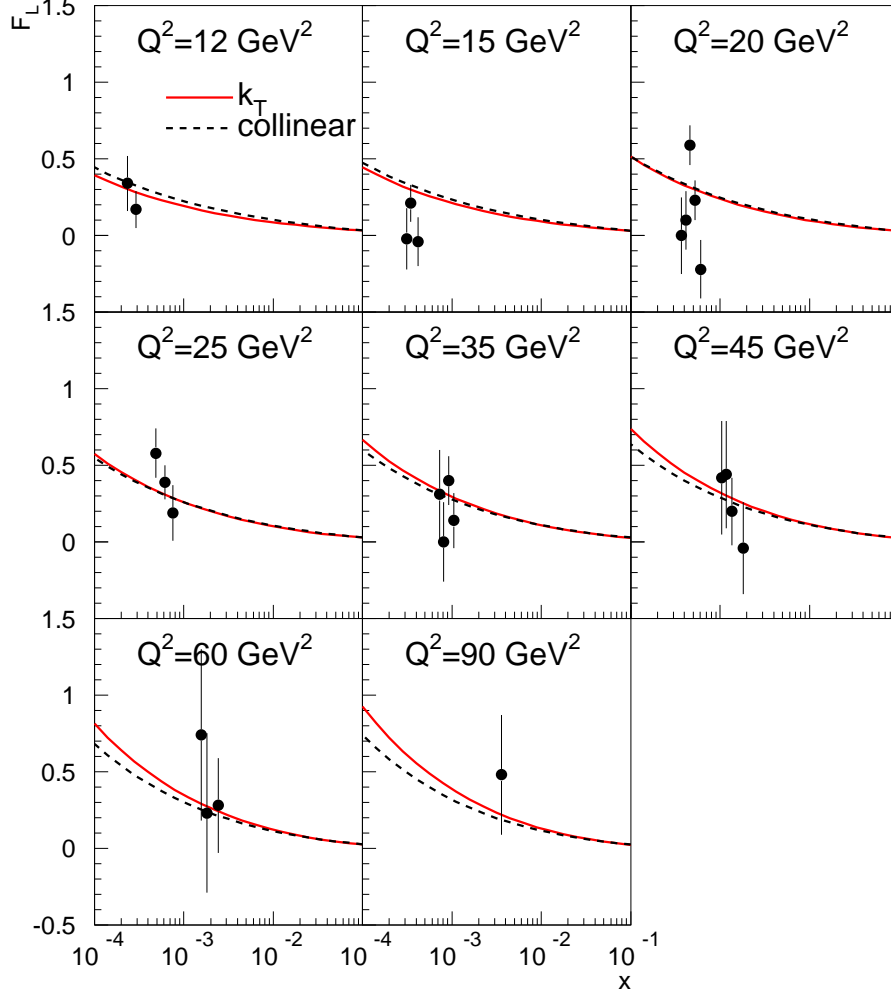 F_L
1.5
Q²=12 GeV²
Q²=15 GeV²
Q²=20 GeV²
1
k_T
collinear
0.5
0
1.5
Q²=25 GeV²
Q²=35 GeV²
Q²=45 GeV²
1
0.5
0
1.5
Q²=60 GeV²
Q²=90 GeV²
1
0.5
0
-0.5
10⁻⁴ 10⁻³ 10⁻² 10 ⁻⁴ 10⁻³ 10⁻² 10⁻¹
x